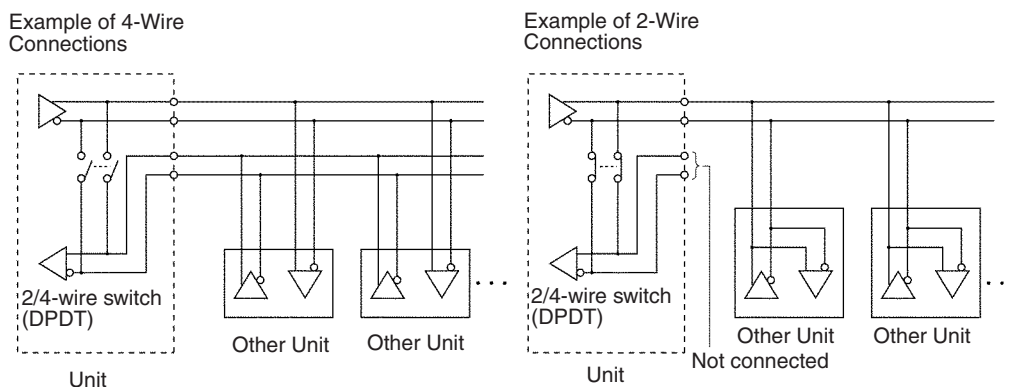 Example of 4-Wire
Connections
2/4-wire switch
(DPDT)
Other Unit
Other Unit
. . .
Unit
Example of 2-Wire
Connections
2/4-wire switch
(DPDT)
Other Unit
Other Unit
. . .
Not connected
Unit